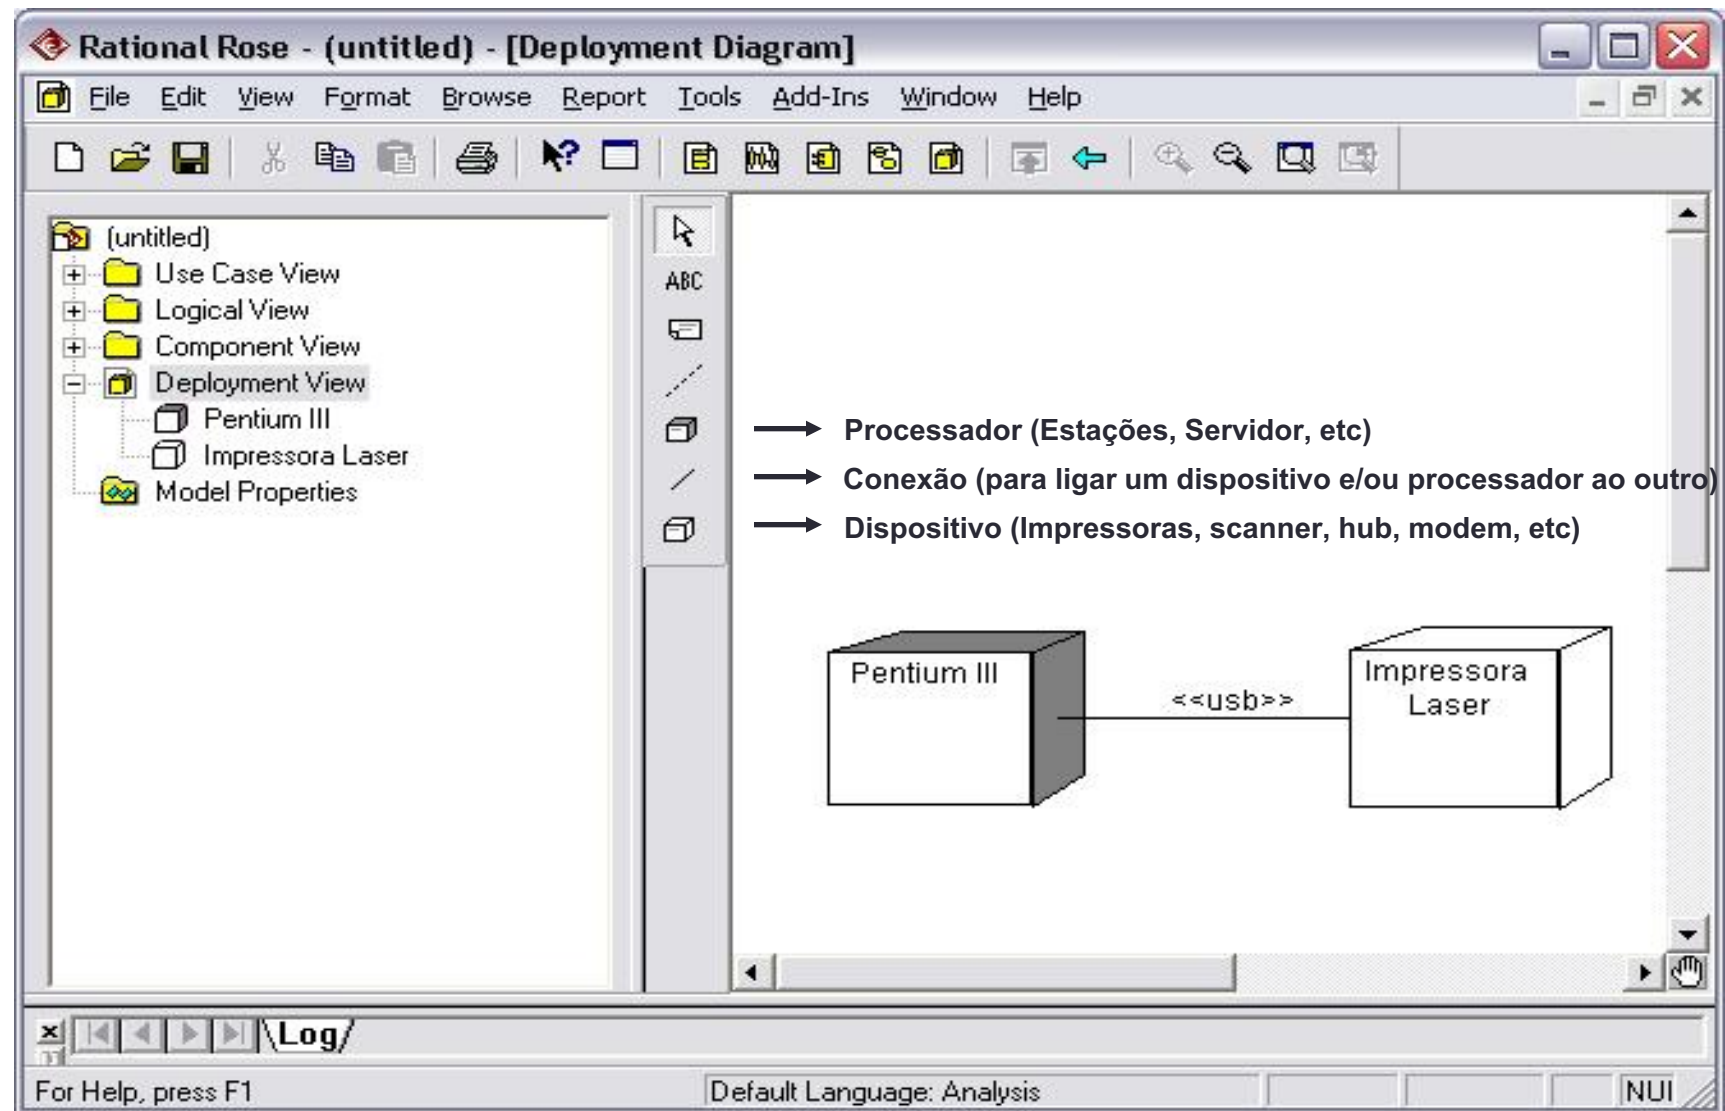 Rational Rose - (untitled) - [Deployment Diagram]
File Edit View Format Browse Report Tools Add-Ins Window Help
(untitled)
Use Case View
Logical View
Component View
Deployment View
Pentium III
Impressora Laser
Model Properties
ABC
Processador (Estações, Servidor, etc)
Conexão (para ligar um dispositivo e/ou processador ao outro)
Dispositivo (Impressoras, scanner, hub, modem, etc)
Pentium III
<<usb>>
Impressora
Laser
Log
For Help, press F1
Default Language: Analysis
NUI